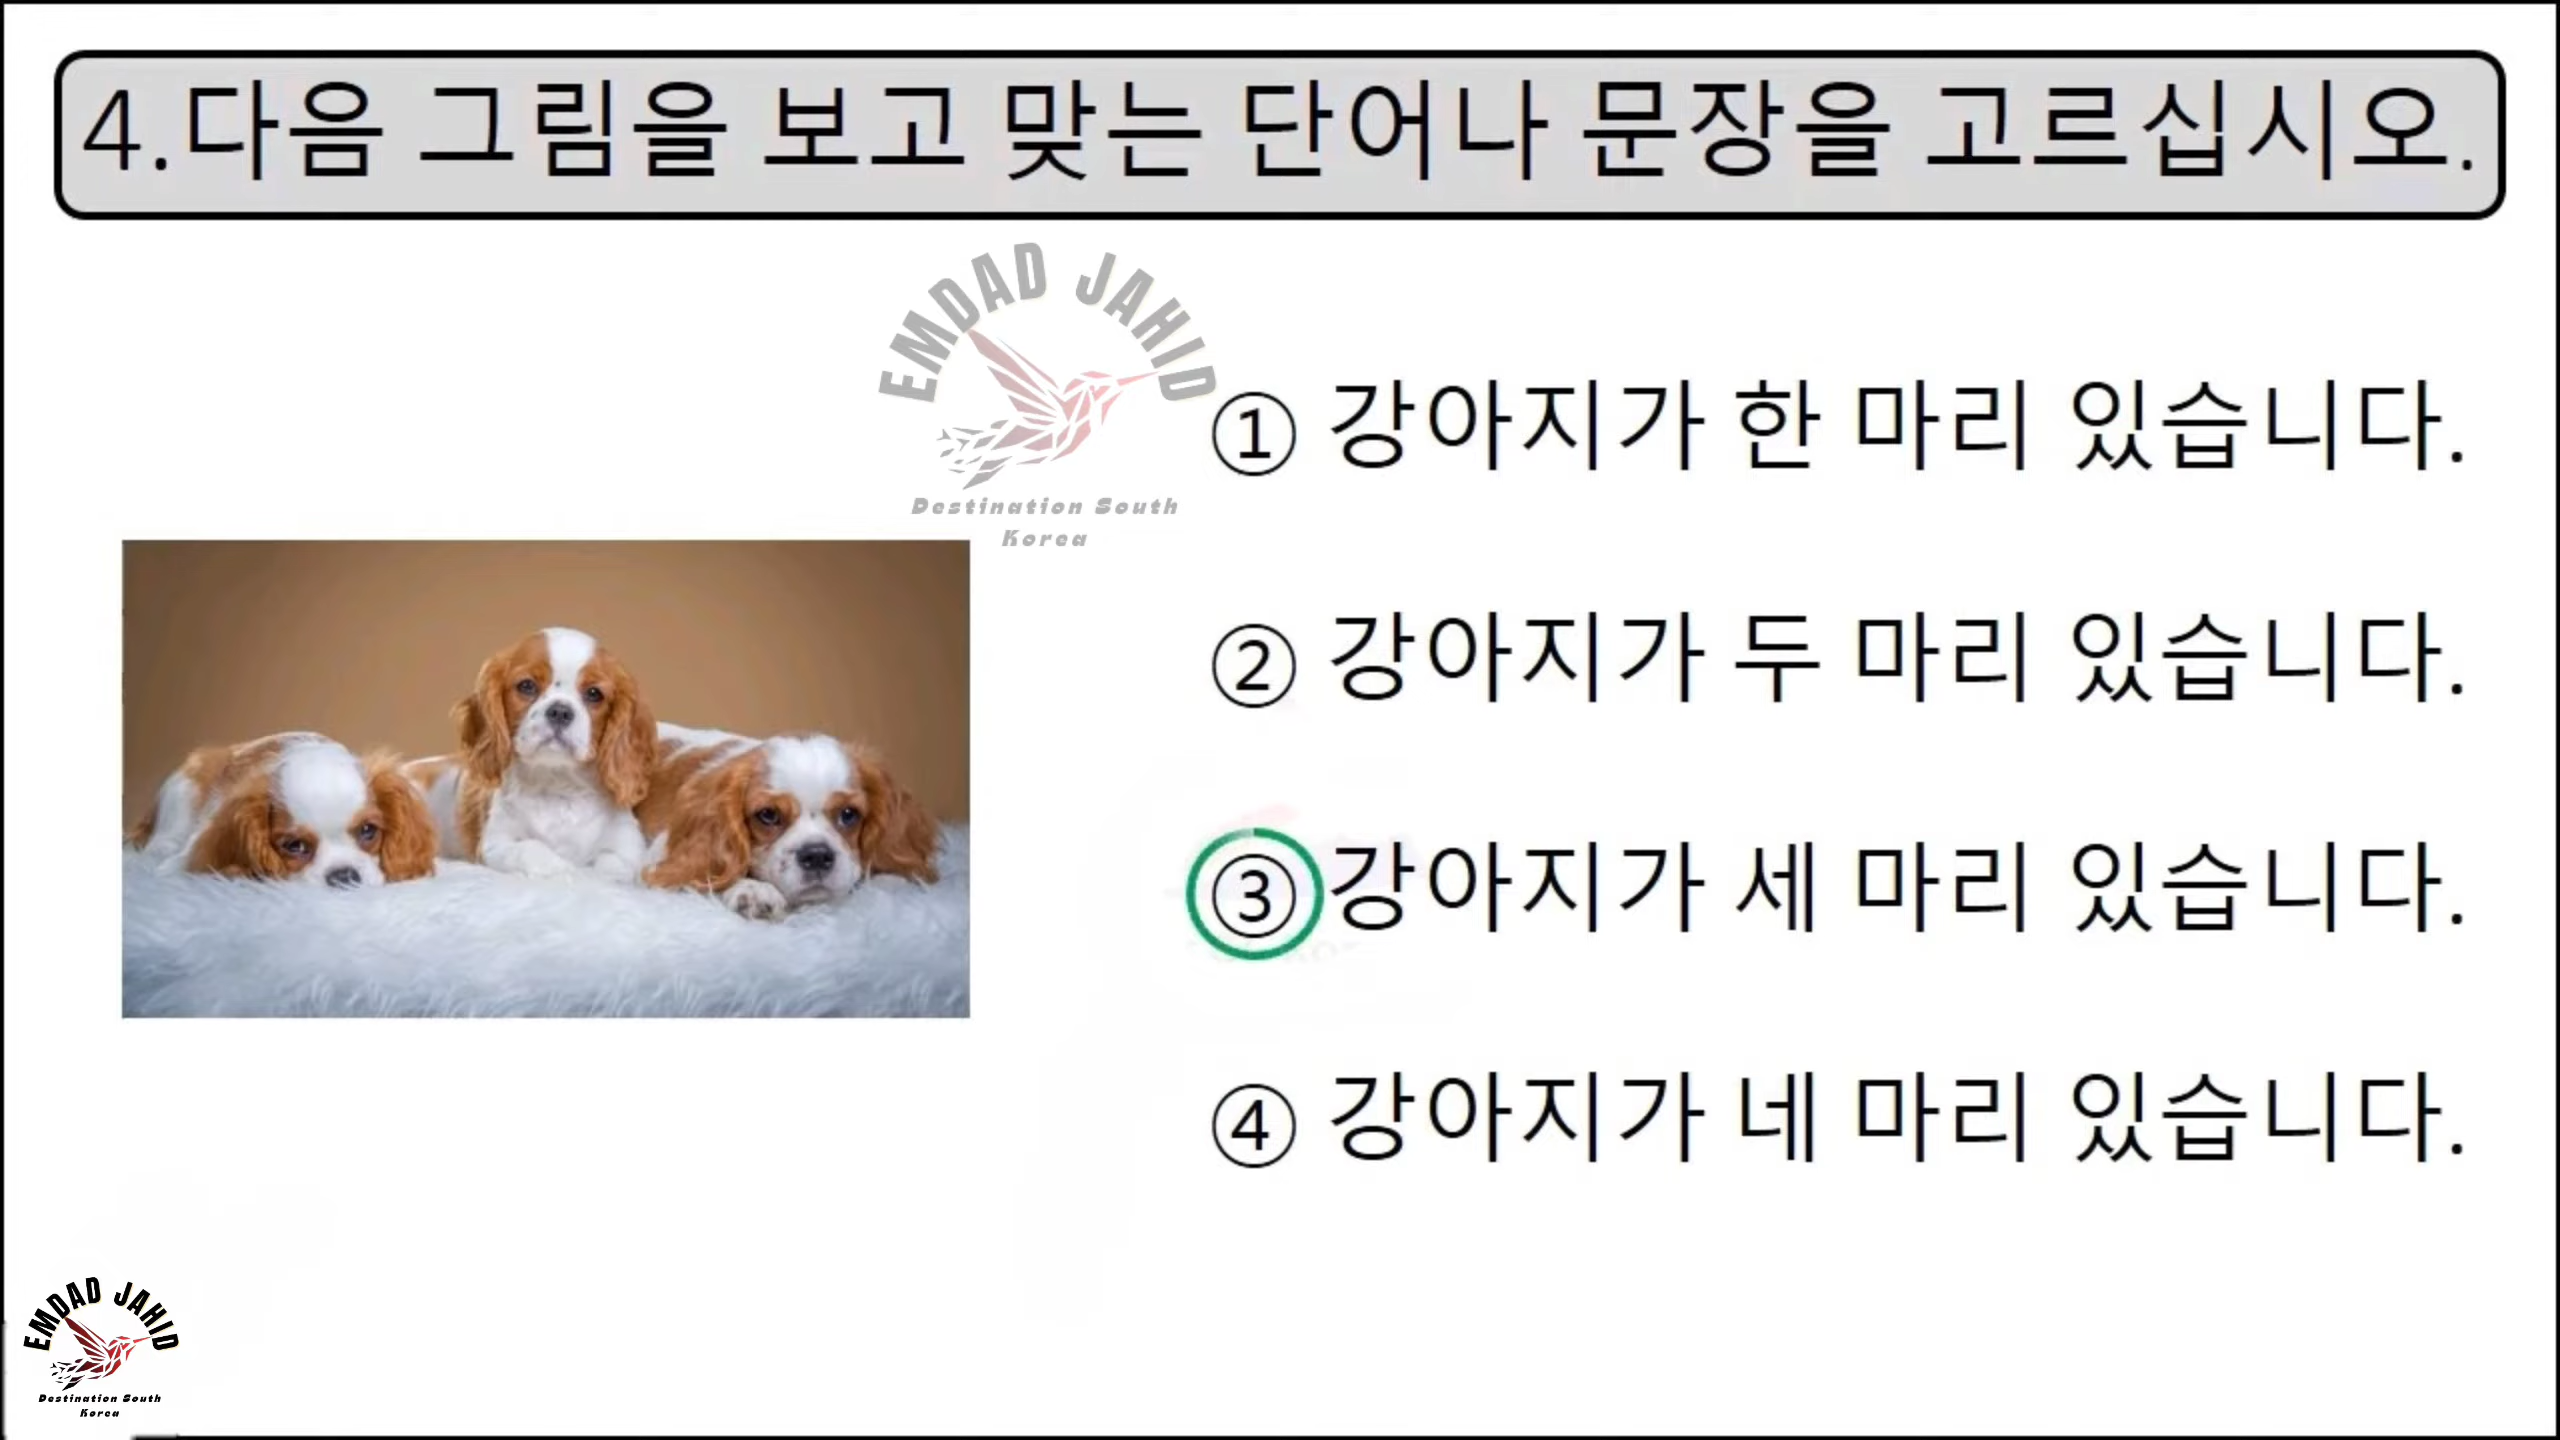 4.다음 그림을 보고 맞는 단어나 문장을 고르십시오.
EMDAD JAHID
Destination South
Korea
① 강아지가 한 마리 있습니다.
② 강아지가 두 마리 있습니다.
③ 강아지가 세 마리 있습니다.
④ 강아지가 네 마리 있습니다.
EMDAD JAHID
Destination South
Korea